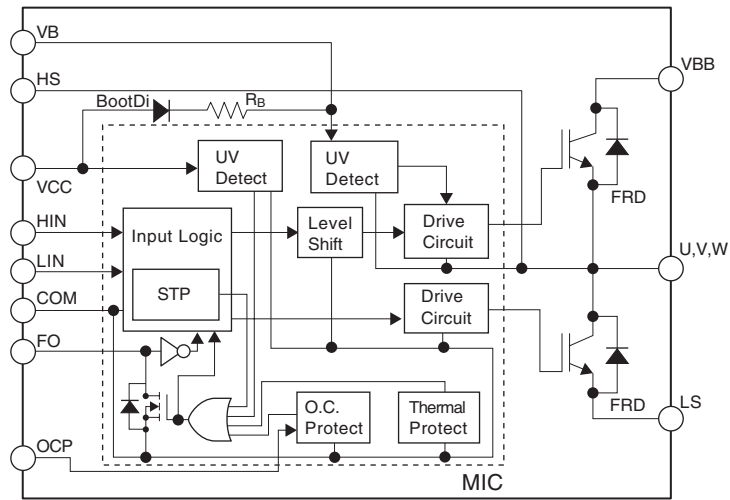 VB
VBB
HS
BootDi
RB
UV
Detect
UV
Detect
VCC
FRD
HIN
Input Logic
Level
Shift
Drive
Circuit
LIN
U,V,W
STP
COM
Drive
Circuit
FO
FRD
LS
O.C.
Protect
Thermal
Protect
OCP
MIC